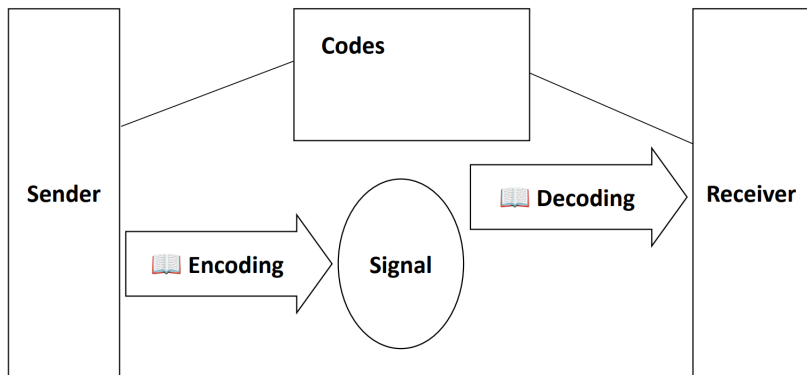 Codes
Sender
📖 Encoding
Signal
📖 Decoding
Receiver